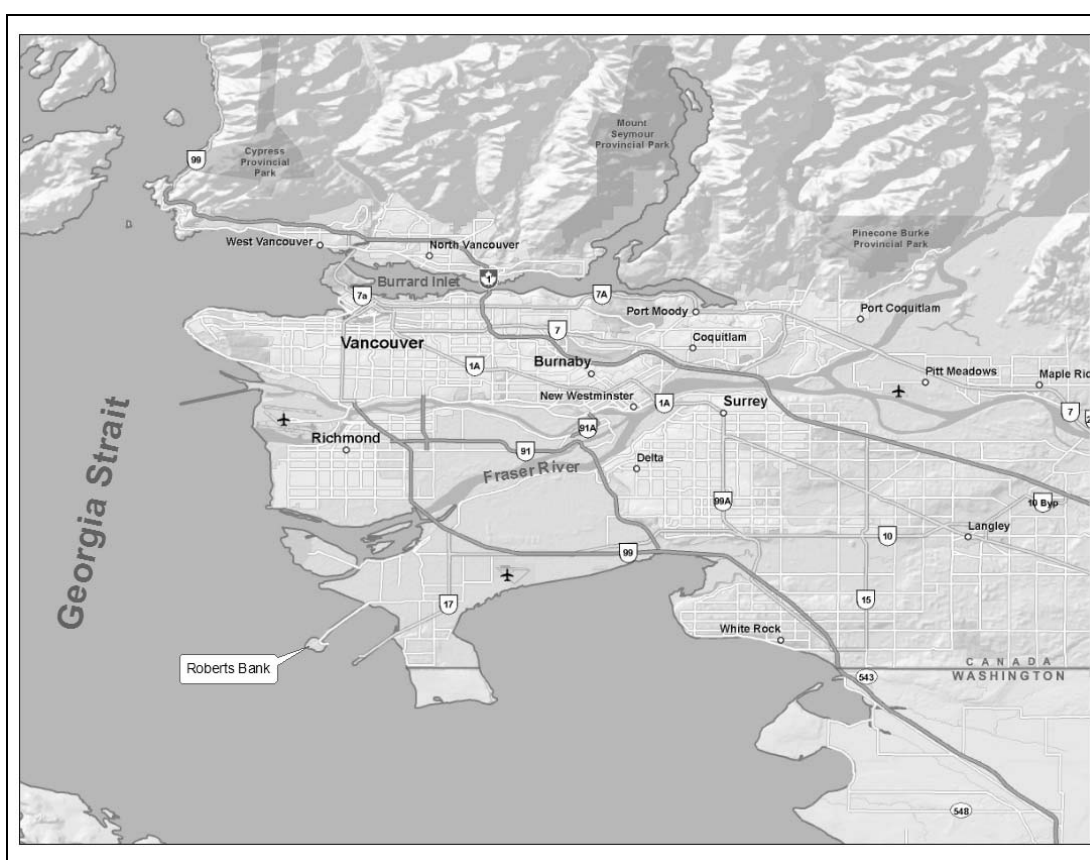 Mount
Seymour
Provincial Park
Cypress
Provincial
Park
99
Pinecone Burke
Provincial Park
West Vancouver
North Vancouver
Burrard Inlet
1
7a
7A
Port Moody
Port Coquitlam
7
Vancouver
Coquitlam
1A
Burnaby
Pitt Meadows
Maple Ric
New Westminster
1A
Surrey
7
91A
Richmond
91
Fraser River
Delta
Georgia Strait
99A
10 Byp
Langley
10
99
17
15
White Rock
Roberts Bank
CANADA
WASHINGTON
543
548